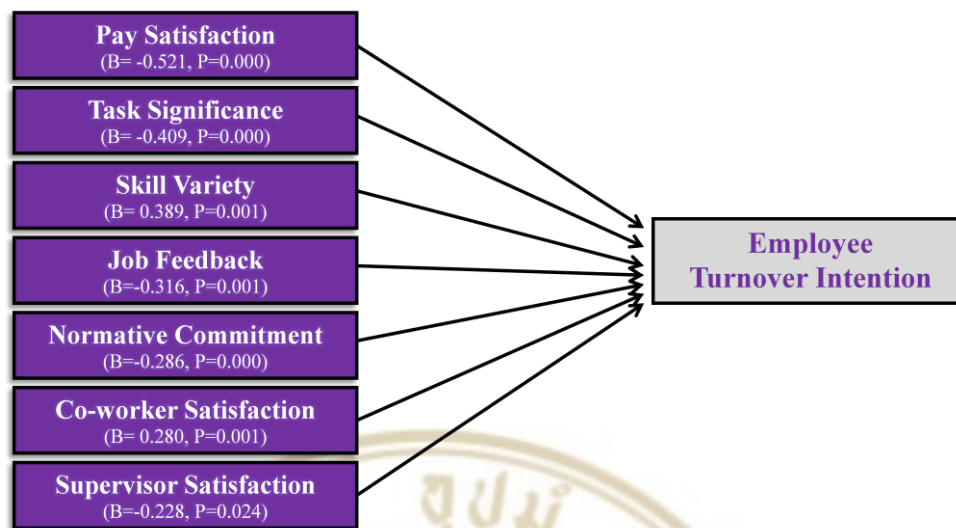 Pay Satisfaction
(B= -0.521, P=0.000)
Task Significance
(B= -0.409, P=0.000)
Skill Variety
(B= 0.389, P=0.001)
Job Feedback
(B=-0.316, P=0.001)
Normative Commitment
(B=-0.286, P=0.000)
Co-worker Satisfaction
(B= 0.280, P=0.001)
Supervisor Satisfaction
(B=-0.228, P=0.024)
Employee
Turnover Intention